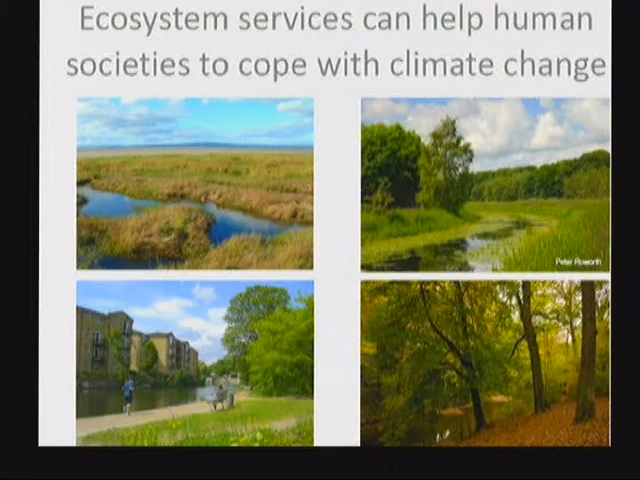 Ecosystem services can help human
societies to cope with climate change
Peter Roworth